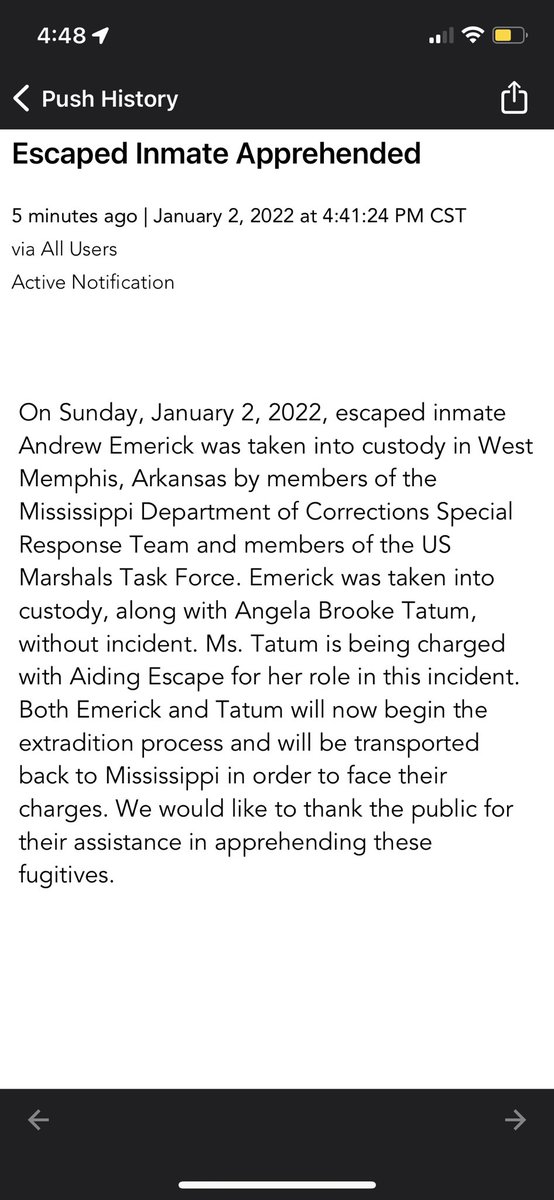 4:48
Push History
Escaped Inmate Apprehended
5 minutes ago | January 2, 2022 at 4:41:24 PM CST
via All Users
Active Notification
On Sunday, January 2, 2022, escaped inmate
Andrew Emerick was taken into custody in West
Memphis, Arkansas by members of the
Mississippi Department of Corrections Special
Response Team and members of the US
Marshals Task Force. Emerick was taken into
custody, along with Angela Brooke Tatum,
without incident. Ms. Tatum is being charged
with Aiding Escape for her role in this incident.
Both Emerick and Tatum will now begin the
extradition process and will be transported
back to Mississippi in order to face their
charges. We would like to thank the public for
their assistance in apprehending these
fugitives.